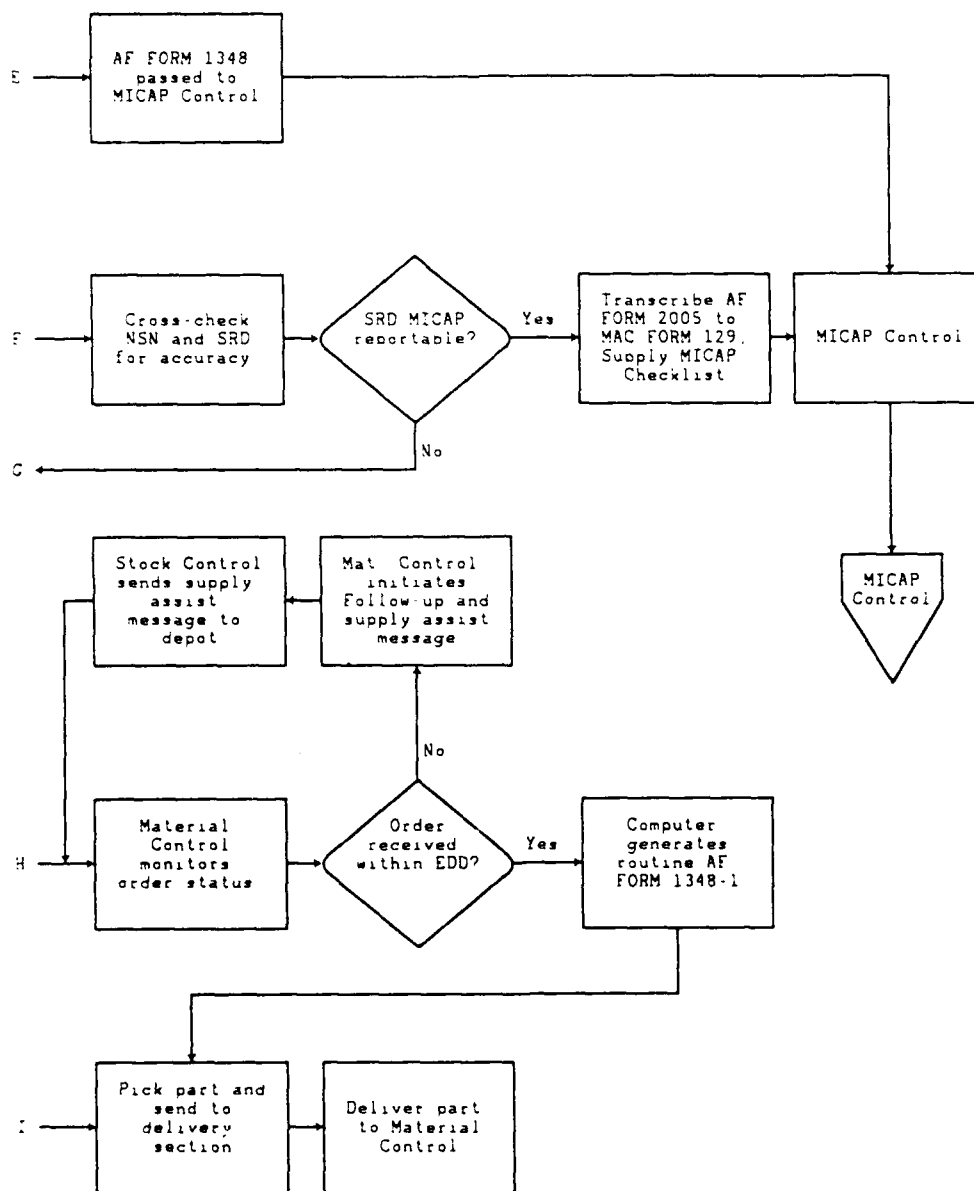 AF FORM 1348
passed to
MICAP Control
E
F
Cross-check
NSN and SRD
for accuracy
SRD MICAP
reportable?
Yes
Transcribe AF
FORM 2005 to
MAC FORM 129,
Supply MICAP
Checklist
MICAP Control
No
G
Stock Control
sends supply
assist
message to
depot
Mat Control
initiates
Follow-up and
supply assist
message
MICAP
Control
No
H
Material
Control
monitors
order status
Order
received
within EDD?
Yes
Computer
generates
routine AF
FORM 1348-1
I
Pick part and
send to
delivery
section
Deliver part
to Material
Control